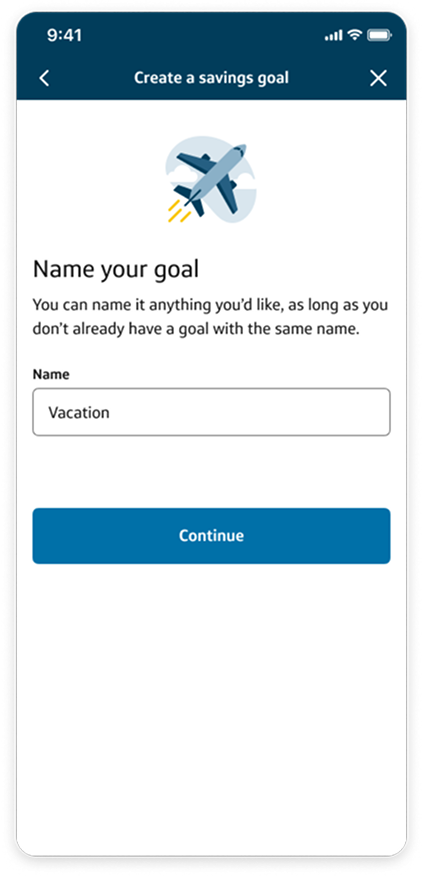 9:41
Create a savings goal
Name your goal
You can name it anything you’d like, as long as you
don’t already have a goal with the same name.
Name
Vacation
Continue